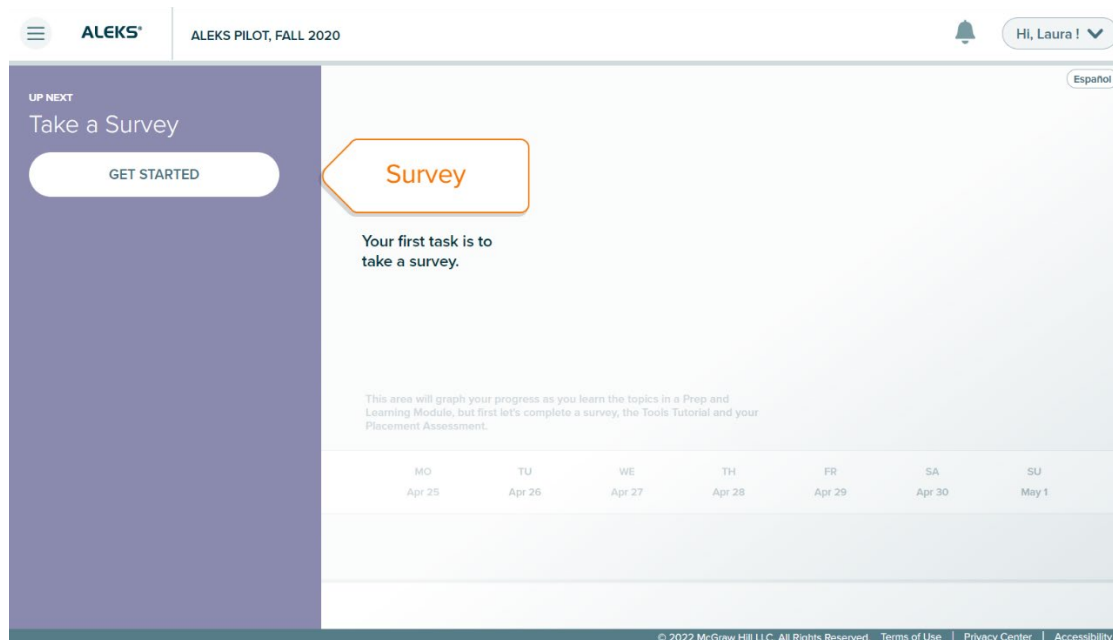 ALEKS®
ALEKS PILOT, FALL 2020
Hi, Laura !
Español
UP NEXT
Take a Survey
GET STARTED
Survey
Your first task is to
take a survey.
This area will graph your progress as you learn the topics in a Prep and
Learning Module, but first let's complete a survey, the Tools Tutorial and your
Placement Assessment.
MO TU WE TH FR SA SU
Apr 25 Apr 26 Apr 27 Apr 28 Apr 29 Apr 30 May 1
© 2022 McGraw Hill LLC. All Rights Reserved. Terms of Use | Privacy Center | Accessibility